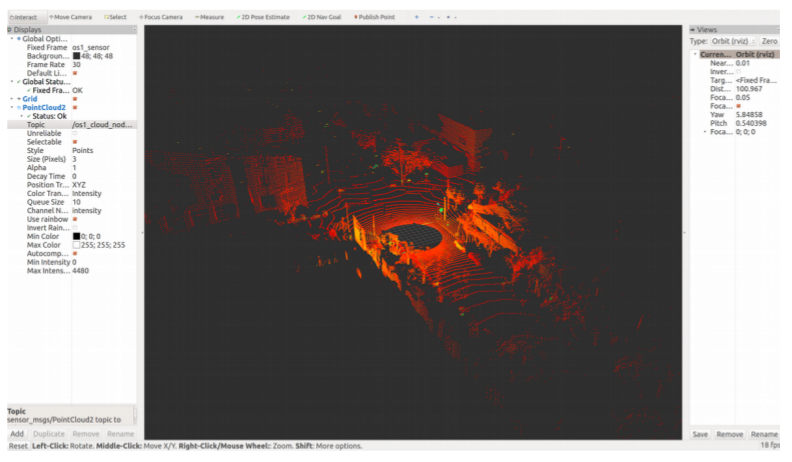 Interact Move Camera Select Focus Camera Measure 2D Pose Estimate 2D Nav Goal Publish Point
Displays
Global Opti...
Fixed Frame os1_sensor
Backgroun... 48; 48; 48
Frame Rate 30
Default Li...
Global Statu...
Fixed Fra... OK
Grid
PointCloud2
Status: Ok
Topic /os1_cloud_nod...
Unreliable
Selectable
Style Points
Size (Pixels) 3
Alpha 1
Decay Time 0
Position Tr... XYZ
Color Tran... Intensity
Queue Size 10
Channel N... intensity
Use rainbow
Invert Rain...
Min Color 0; 0; 0
Max Color 255; 255; 255
Autocomp...
Min Intensity 0
Max Intens... 4480
Topic
sensor_msgs/PointCloud2 topic to
Add Duplicate Remove Rename
Reset Left-Click: Rotate. Middle-Click: Move X/Y. Right-Click/Mouse Wheel:: Zoom. Shift: More options.
Views
Type: Orbit (rviz) Zero
Curren... Orbit (rviz)
Near... 0.01
Inver...
Targ... <Fixed Fra...
Dist... 100.967
Foca... 0.05
Foca...
Yaw 5.84858
Pitch 0.540398
Foca... 0; 0; 0
Save Remove Rename
18 fps